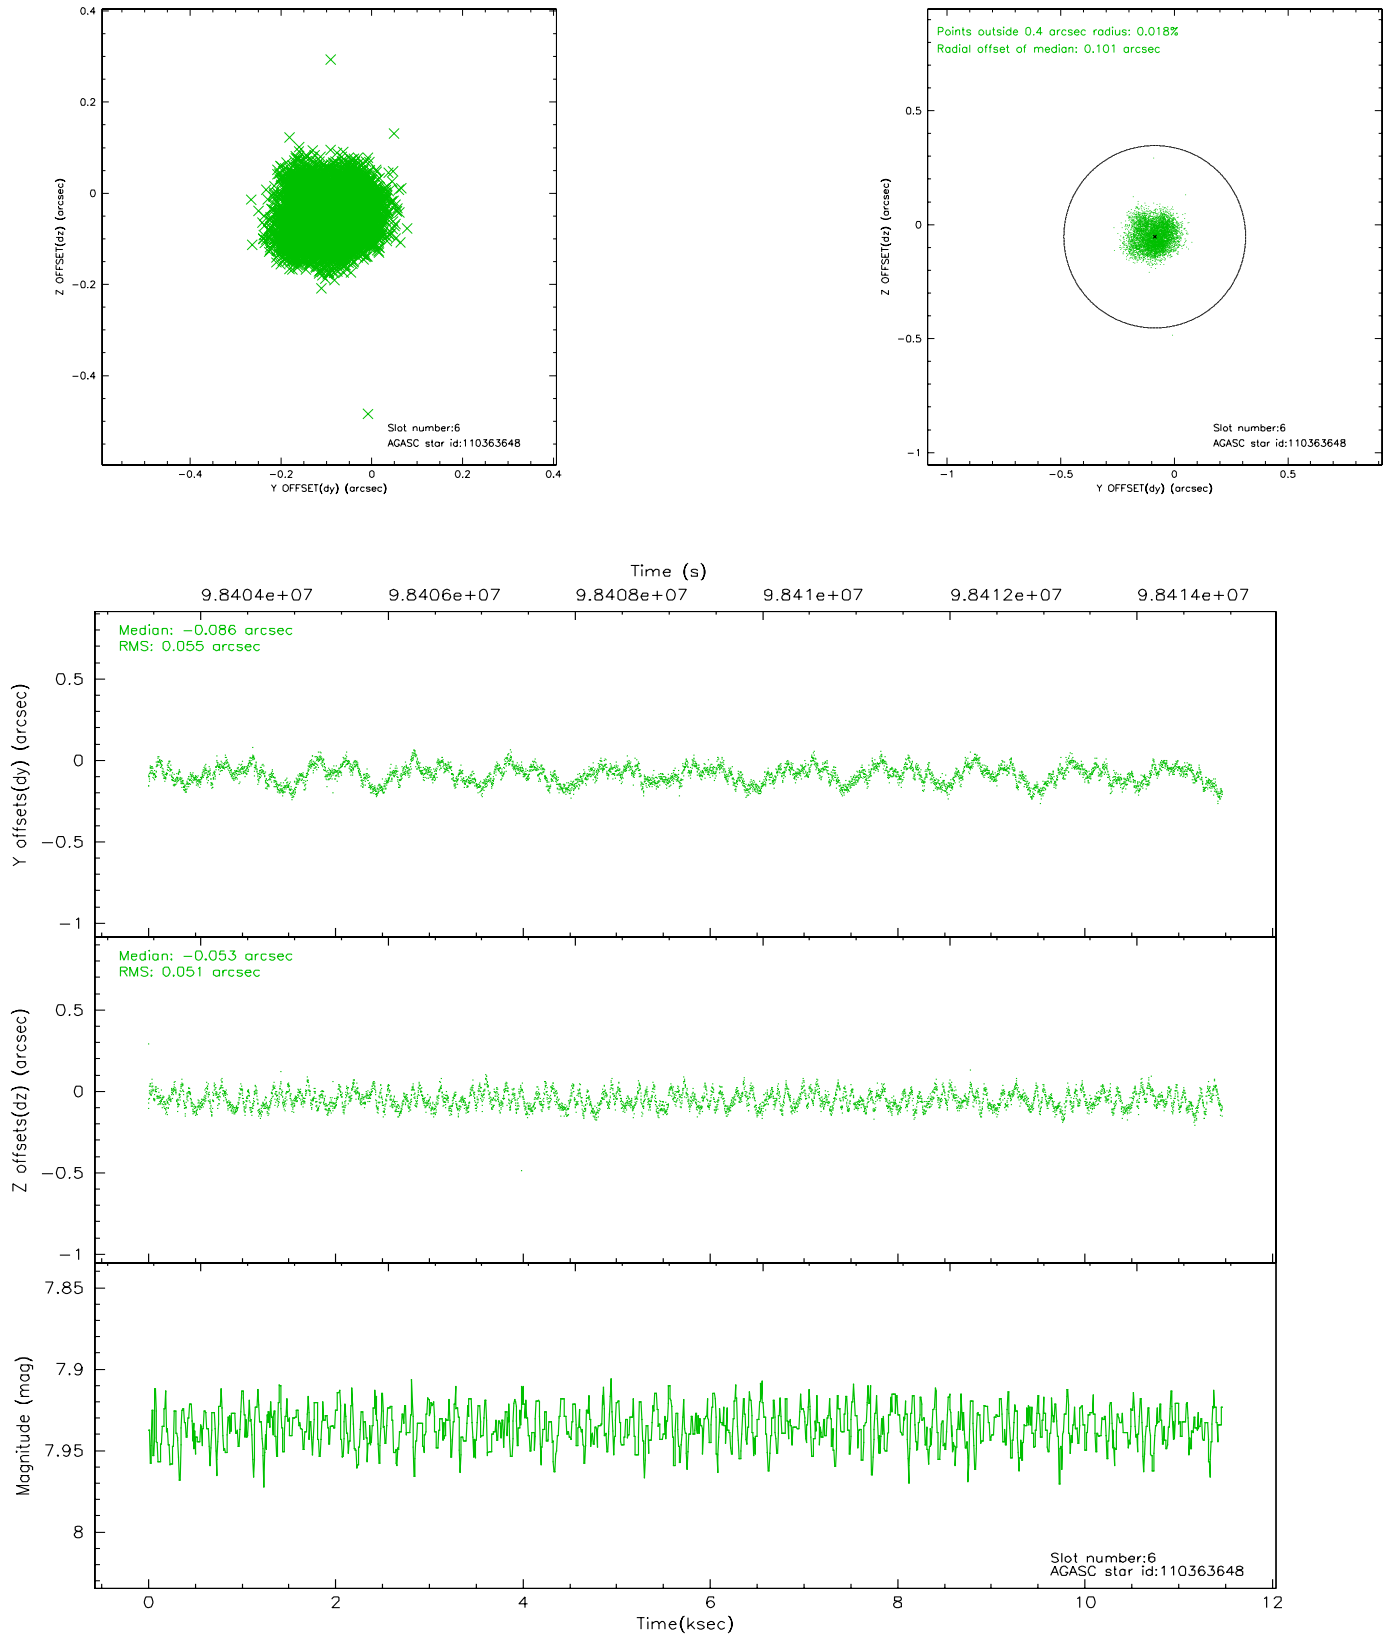 0.4
0.2
0
-0.2
-0.4
Z OFFSET(dz) (arcsec)
Slot number:6
AGASC star id:110363648
-0.4 -0.2 0 0.2 0.4
Y OFFSET(dy) (arcsec)
Points outside 0.4 arcsec radius: 0.018%
Radial offset of median: 0.101 arcsec
0.5
0
-0.5
-1
Z OFFSET(dz) (arcsec)
Slot number:6
AGASC star id:110363648
-1 -0.5 0 0.5
Y OFFSET(dy) (arcsec)
Time (s)
9.8404e+07 9.8406e+07 9.8408e+07 9.841e+07 9.8412e+07 9.8414e+07
Median: -0.086 arcsec
RMS: 0.055 arcsec
0.5
0
-0.5
-1
Y offsets(dy) (arcsec)
Median: -0.053 arcsec
RMS: 0.051 arcsec
0.5
0
-0.5
-1
Z offsets(dz) (arcsec)
7.85
7.9
7.95
8
Magnitude (mag)
Slot number:6
AGASC star id:110363648
0 2 4 6 8 10 12
Time(ksec)